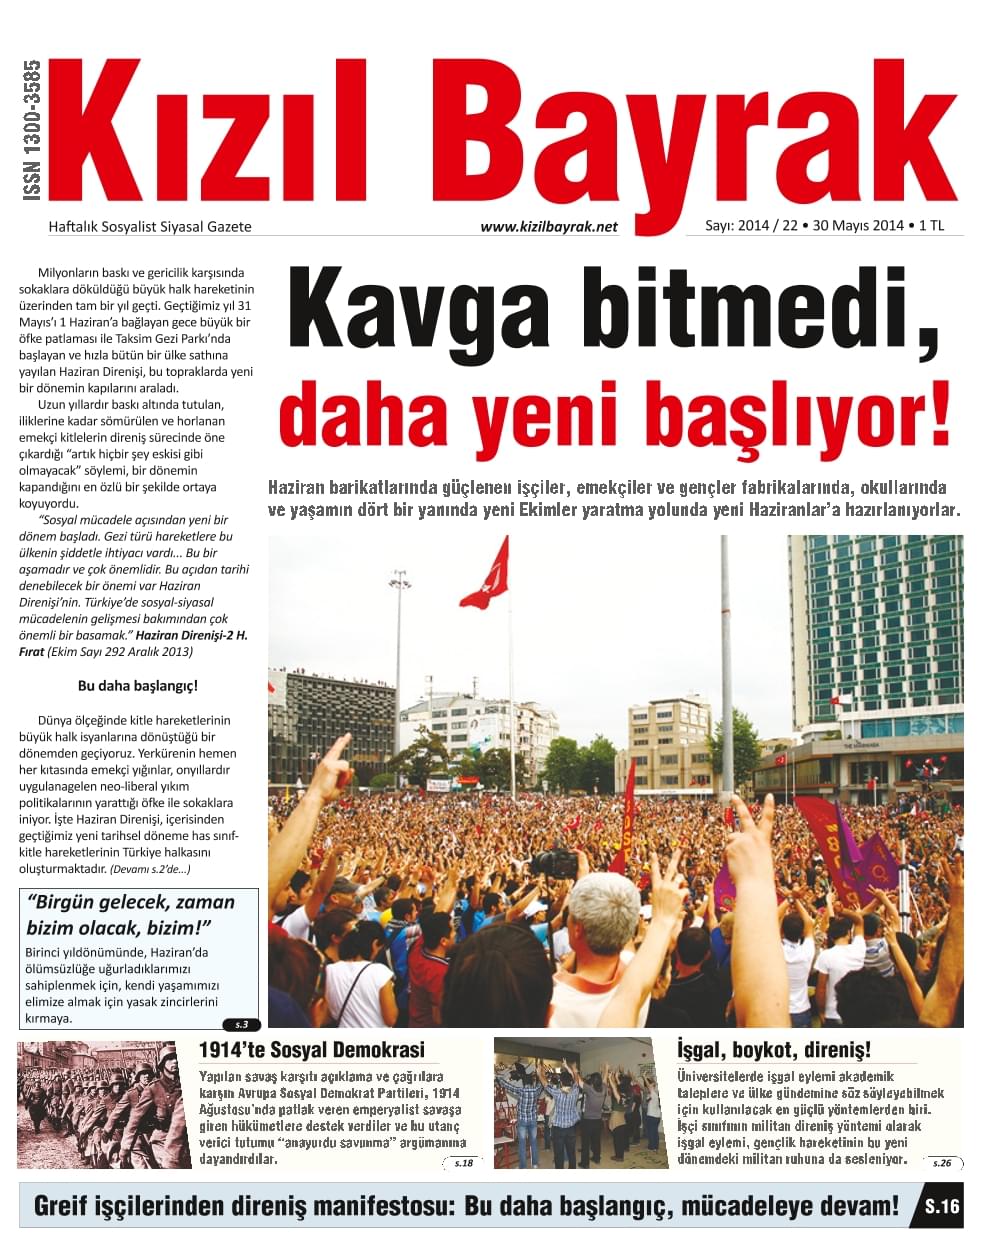 ISSN 1300-3585
Kızıl Bayrak
Haftalık Sosyalist Siyasal Gazete
www.kizilbayrak.net
Sayı: 2014 / 22 • 30 Mayıs 2014 • 1 TL
Milyonların baskı ve gericilik karşısında
sokaklara döküldüğü büyük halk hareketinin
üzerinden tam bir yıl geçti. Geçtiğimiz yıl 31
Mayıs’ı 1 Haziran’a bağlayan gece büyük bir
öfke patlaması ile Taksim Gezi Parkı’nda
başlayan ve hızla bütün bir ülke sathına
yayılan Haziran Direnişi, bu topraklarda yeni
bir dönemin kapılarını araladı.
Uzun yıllardır baskı altında tutulan,
iliklerine kadar sömürülen ve horlanan
emekçi kitlelerin direniş sürecinde öne
çıkardığı “artık hiçbir şey eskisi gibi
olmayacak” söylemi, bir dönemin
kapandığını en özlü bir şekilde ortaya
koyuyordu.
“Sosyal mücadele açısından yeni bir
dönem başladı. Gezi türü hareketlere bu
ülkenin şiddetle ihtiyacı vardı... Bu bir
aşamadır ve çok önemlidir. Bu açıdan tarihi
denebilecek bir önemi var Haziran
Direnişi’nin. Türkiye’de sosyal-siyasal
mücadelenin gelişmesi bakımından çok
önemli bir basamak.” Haziran Direnişi-2 H.
Fırat (Ekim Sayı 292 Aralık 2013)
Bu daha başlangıç!
Dünya ölçeğinde kitle hareketlerinin
büyük halk isyanlarına dönüştüğü bir
dönemden geçiyoruz. Yerkürenin hemen
her kıtasında emekçi yığınlar, onyıllardır
uygulanagelen neo-liberal yıkım
politikalarının yarattığı öfke ile sokaklara
iniyor. İşte Haziran Direnişi, içerisinden
geçtiğimiz yeni tarihsel döneme has sınıf-
kitle hareketlerinin Türkiye halkasını
oluşturmaktadır. (Devamı s.2’de...)
“Birgün gelecek, zaman
bizim olacak, bizim!”
Birinci yıldönümünde, Haziran’da
ölümsüzlüğe uğurladıklarımızı
sahiplenmek için, kendi yaşamımızı
elimize almak için yasak zincirlerini
kırmaya.
s.3
Kavga bitmedi,
daha yeni başlıyor!
Haziran barikatlarında güçlenen işçiler, emekçiler ve gençler fabrikalarında, okullarında
ve yaşamın dört bir yanında yeni Ekimler yaratma yolunda yeni Haziranlar’a hazırlanıyorlar.
THE MARMARA
1914’te Sosyal Demokrasi
Yapılan savaş karşıtı açıklama ve çağrılara
karşın Avrupa Sosyal Demokrat Partileri, 1914
Ağustosu’nda patlak veren emperyalist savaşa
giren hükümetlere destek verdiler ve bu utanç
verici tutumu “anayurdu savunma” argümanına
dayandırdılar.
s.18
İşgal, boykot, direniş!
Üniversitelerde işgal eylemi akademik
taleplere ve ülke gündemine söz söyleyebilmek
için kullanılacak en güçlü yöntemlerden biri.
İşçi sınıfının militan direniş yöntemi olarak
işgal eylemi, gençlik hareketinin bu yeni
dönemdeki militan ruhuna da sesleniyor.
s.26
Greif işçilerinden direniş manifestosu: Bu daha başlangıç, mücadeleye devam!
S.16